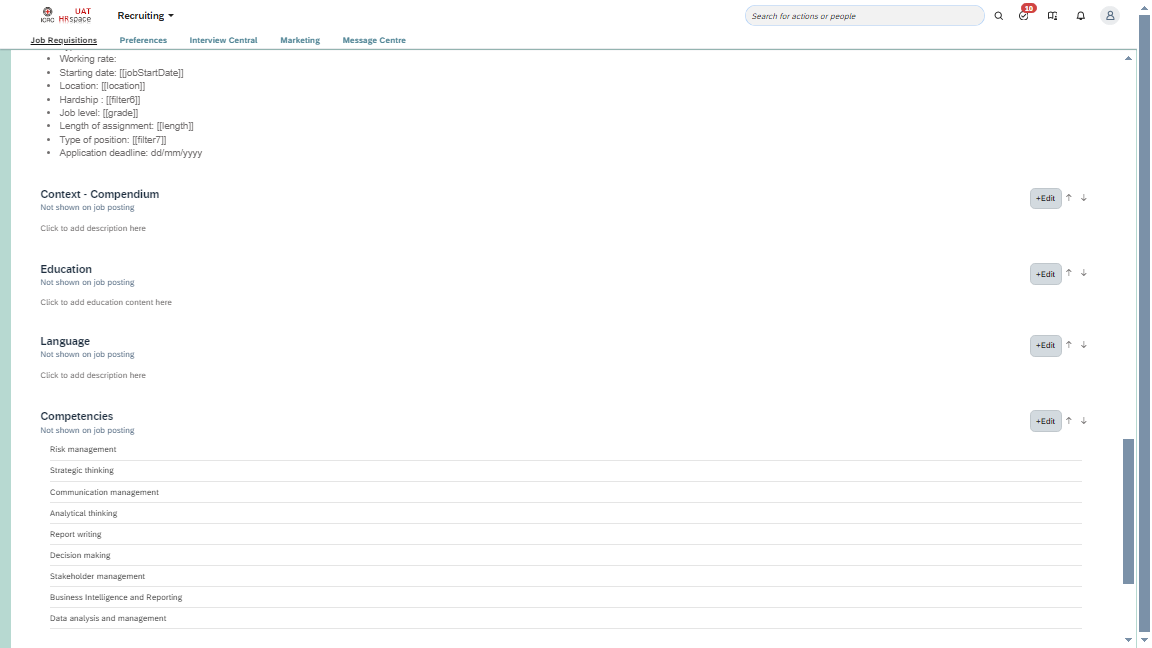 ICRC
UAT
HRspace
Recruiting
Search for actions or people
10
Job Requisitions
Preferences
Interview Central
Marketing
Message Centre
Working rate:
Starting date: [[jobStartDate]]
Location: [[location]]
Hardship : [[filter6]]
Job level: [[grade]]
Length of assignment: [[length]]
Type of position: [[filter7]]
Application deadline: dd/mm/yyyy
Context - Compendium
Not shown on job posting
+Edit
Click to add description here
Education
Not shown on job posting
+Edit
Click to add education content here
Language
Not shown on job posting
+Edit
Click to add description here
Competencies
Not shown on job posting
+Edit
Risk management
Strategic thinking
Communication management
Analytical thinking
Report writing
Decision making
Stakeholder management
Business Intelligence and Reporting
Data analysis and management